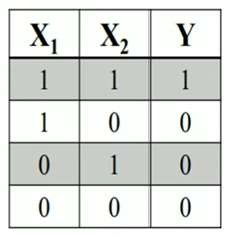 X₁ X₂ Y
1 1 1
1 0 0
0 1 0
0 0 0